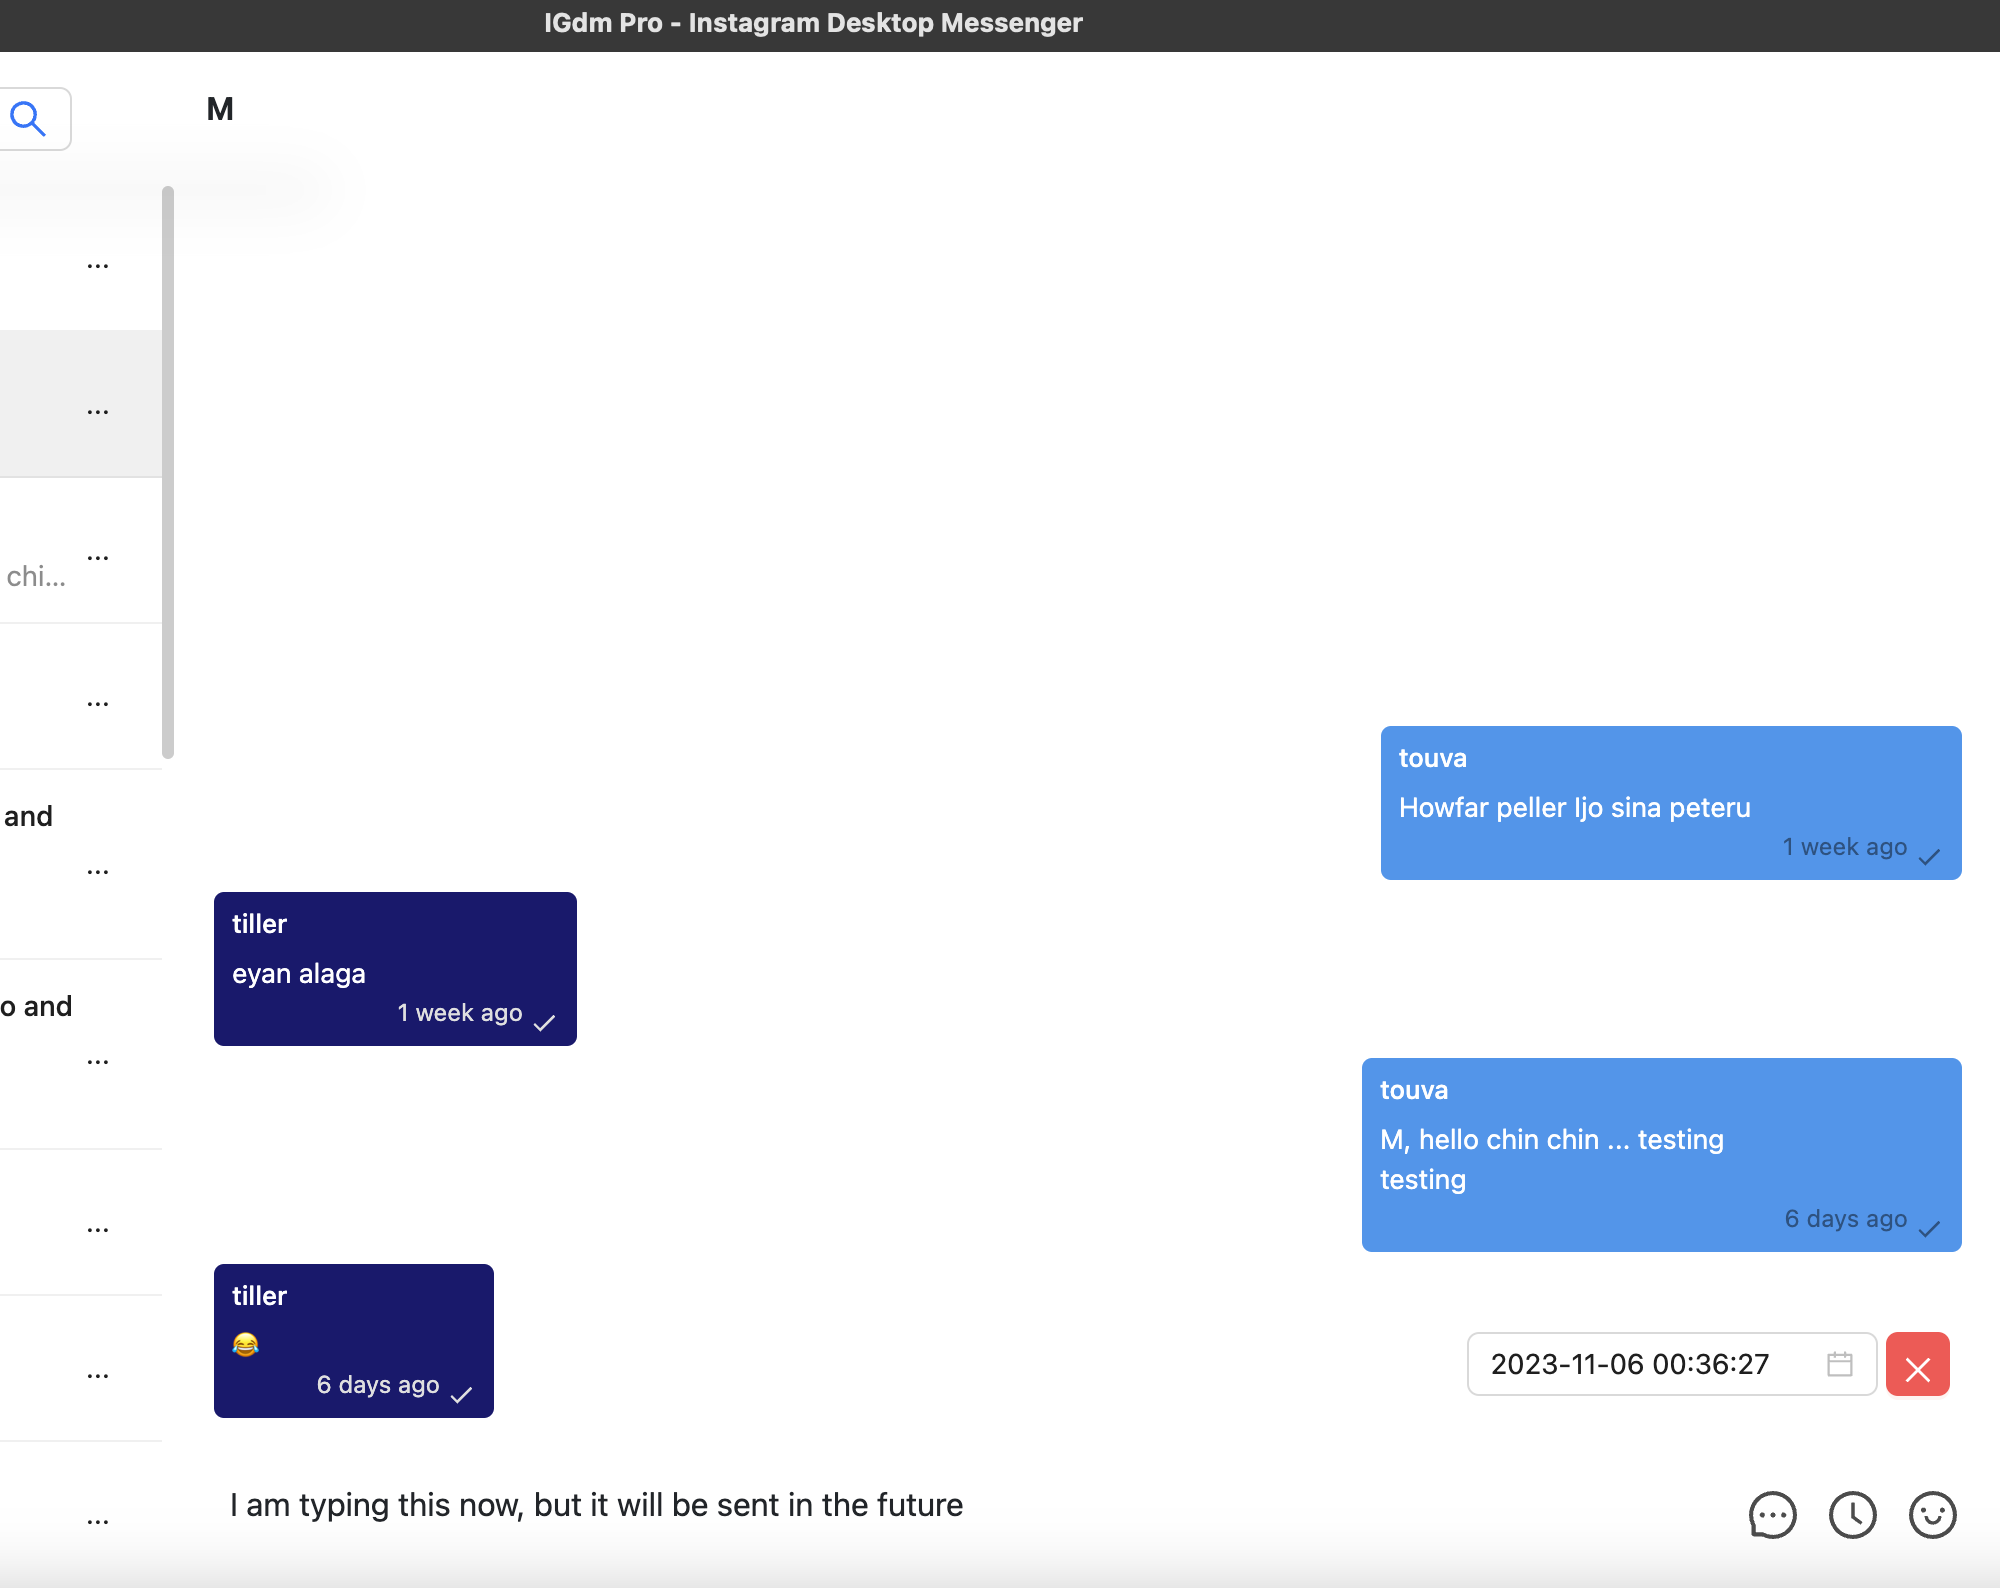 IGdm Pro - Instagram Desktop Messenger
M
...
...
chi...
...
...
and
...
o and
...
...
...
...
touva
Howfar peller Ijo sina peteru
1 week ago
tiller
eyan alaga
1 week ago
touva
M, hello chin chin ... testing
testing
6 days ago
tiller
😂
6 days ago
2023-11-06 00:36:27
I am typing this now, but it will be sent in the future